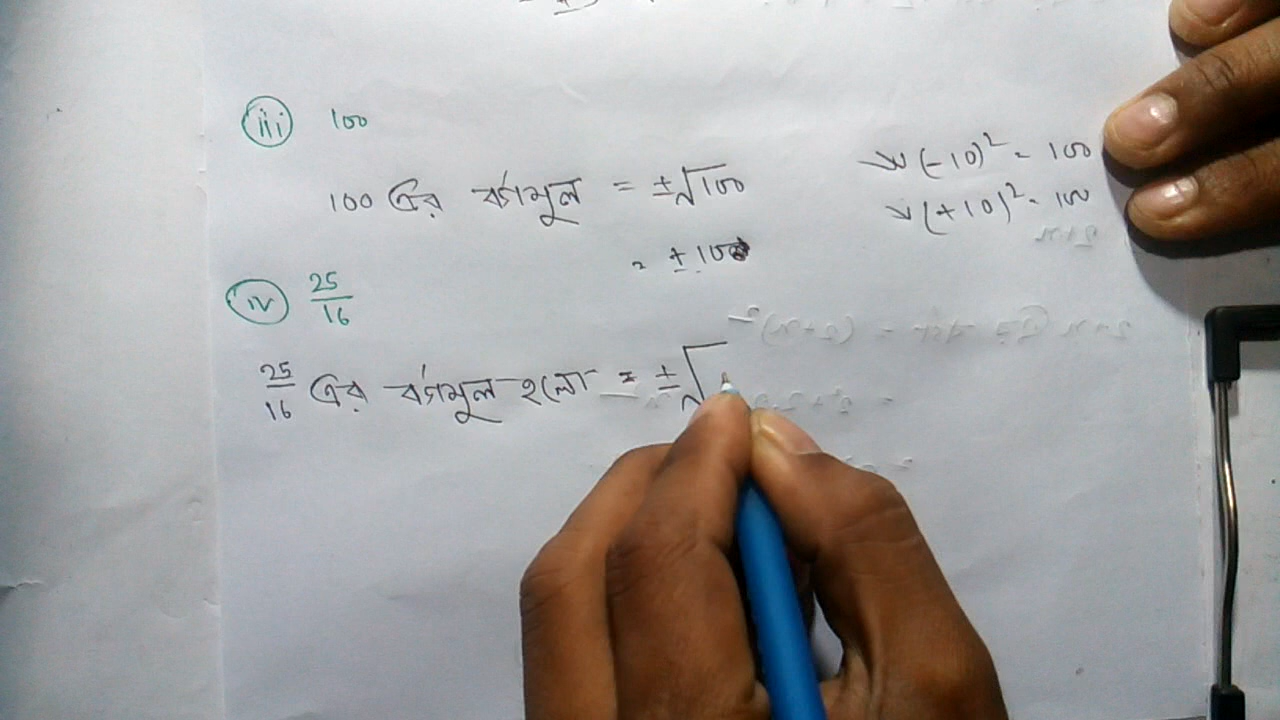 iii 100
100 এর বর্গমূল = ±√100
= ±10
(-10)² = 100
(+10)² = 100
iv 25/16
25/16 এর বর্গমূল হলো = ±√